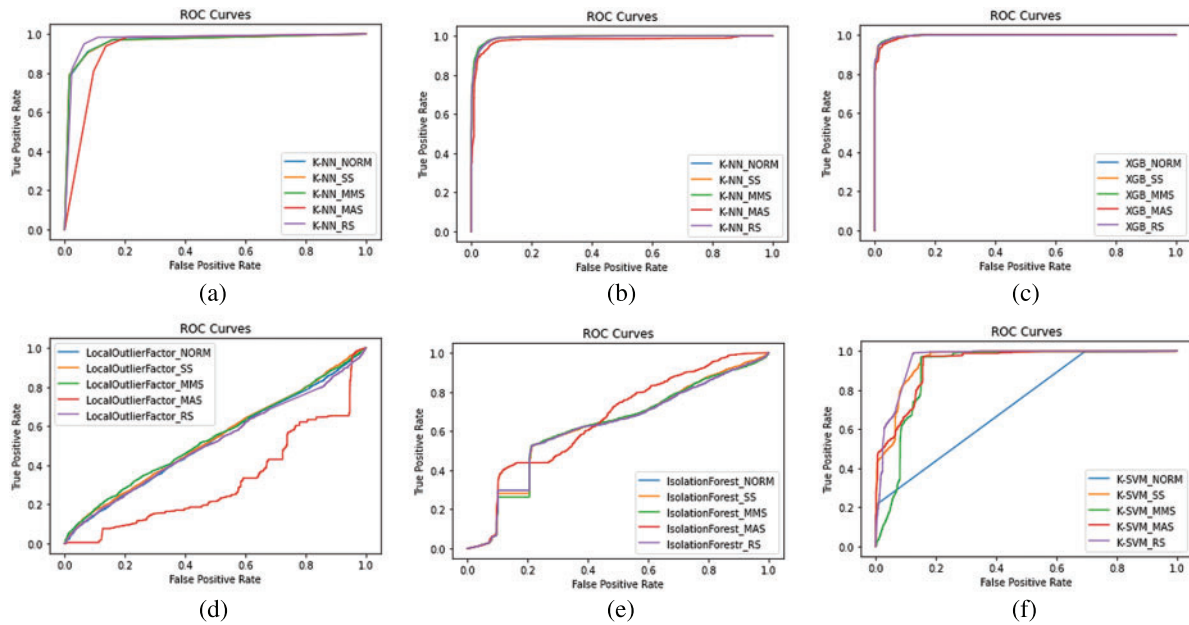 ROC Curves
True Positive Rate
1.0
0.8
0.6
0.4
0.2
0.0
K-NN_NORM
K-NN_SS
K-NN_MMS
K-NN_MAS
K-NN_RS
0.0 0.2 0.4 0.6 0.8 1.0
False Positive Rate
(a)
ROC Curves
True Positive Rate
1.0
0.8
0.6
0.4
0.2
0.0
K-NN_NORM
K-NN_SS
K-NN_MMS
K-NN_MAS
K-NN_RS
0.0 0.2 0.4 0.6 0.8 1.0
False Positive Rate
(b)
ROC Curves
True Positive Rate
1.0
0.8
0.6
0.4
0.2
0.0
XGB_NORM
XGB_SS
XGB_MMS
XGB_MAS
XGB_RS
0.0 0.2 0.4 0.6 0.8 1.0
False Positive Rate
(c)
ROC Curves
True Positive Rate
1.0
0.8
0.6
0.4
0.2
0.0
LocalOutlierFactor_NORM
LocalOutlierFactor_SS
LocalOutlierFactor_MMS
LocalOutlierFactor_MAS
LocalOutlierFactor_RS
0.0 0.2 0.4 0.6 0.8 1.0
False Positive Rate
(d)
ROC Curves
True Positive Rate
1.0
0.8
0.6
0.4
0.2
0.0
IsolationForest_NORM
IsolationForest_SS
IsolationForest_MMS
IsolationForest_MAS
IsolationForestr_RS
0.0 0.2 0.4 0.6 0.8 1.0
False Positive Rate
(e)
ROC Curves
True Positive Rate
1.0
0.8
0.6
0.4
0.2
0.0
K-SVM_NORM
K-SVM_SS
K-SVM_MMS
K-SVM_MAS
K-SVM_RS
0.0 0.2 0.4 0.6 0.8 1.0
False Positive Rate
(f)